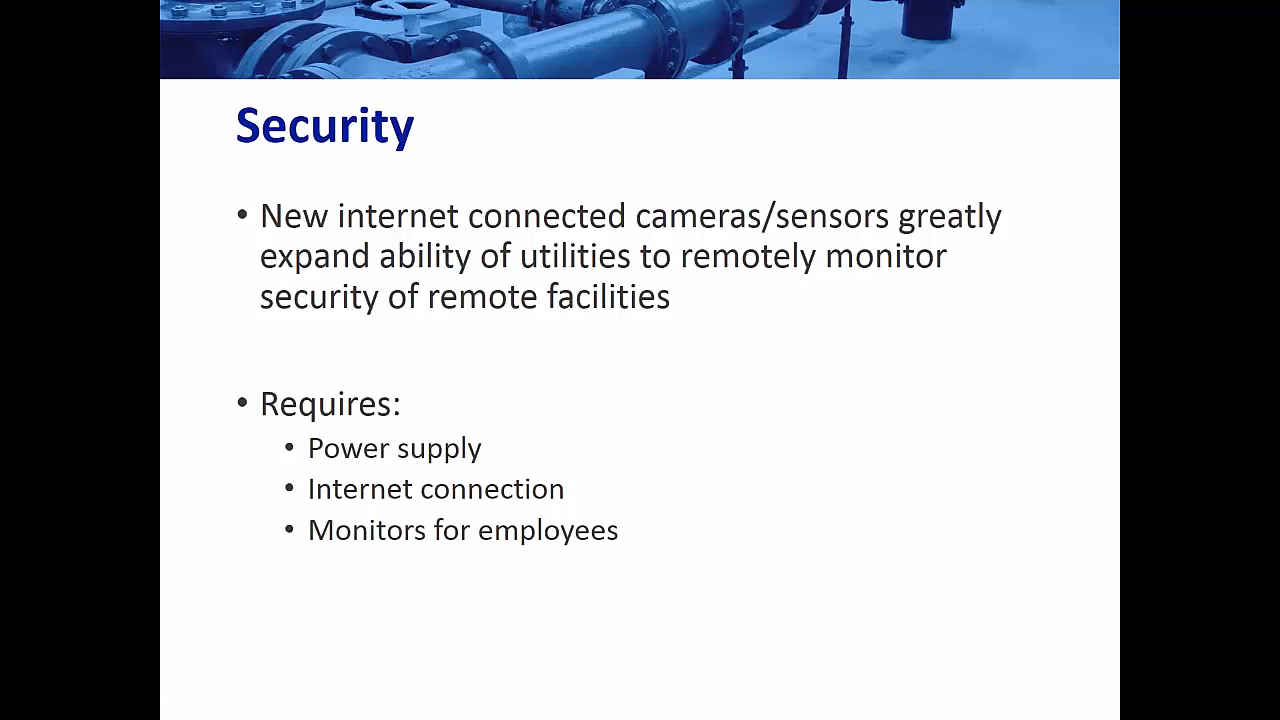 Security
• New internet connected cameras/sensors greatly
expand ability of utilities to remotely monitor
security of remote facilities
• Requires:
• Power supply
• Internet connection
• Monitors for employees